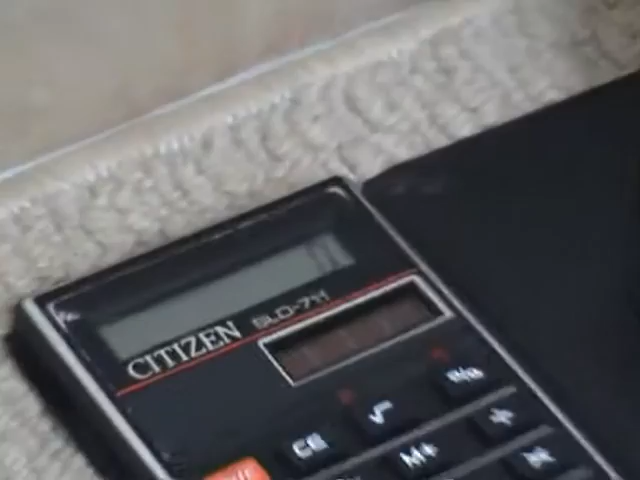 CITIZEN SLD-711
CE √ %
M+ ÷
×